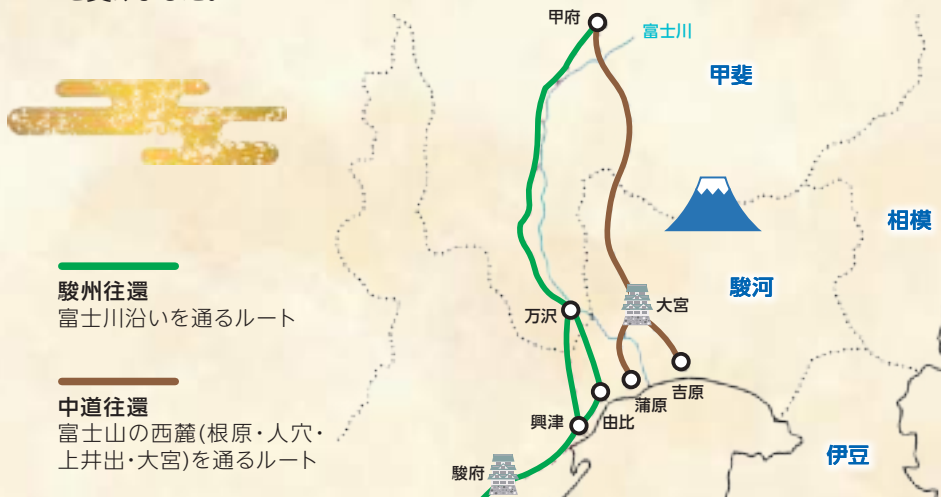 甲府
富士川
甲斐
相模
駿河
大宮
万沢
吉原
蒲原
由比
興津
伊豆
駿府
駿州往還
富士川沿いを通るルート
中道往還
富士山の西麓(根原・人穴・
上井出・大宮)を通るルート